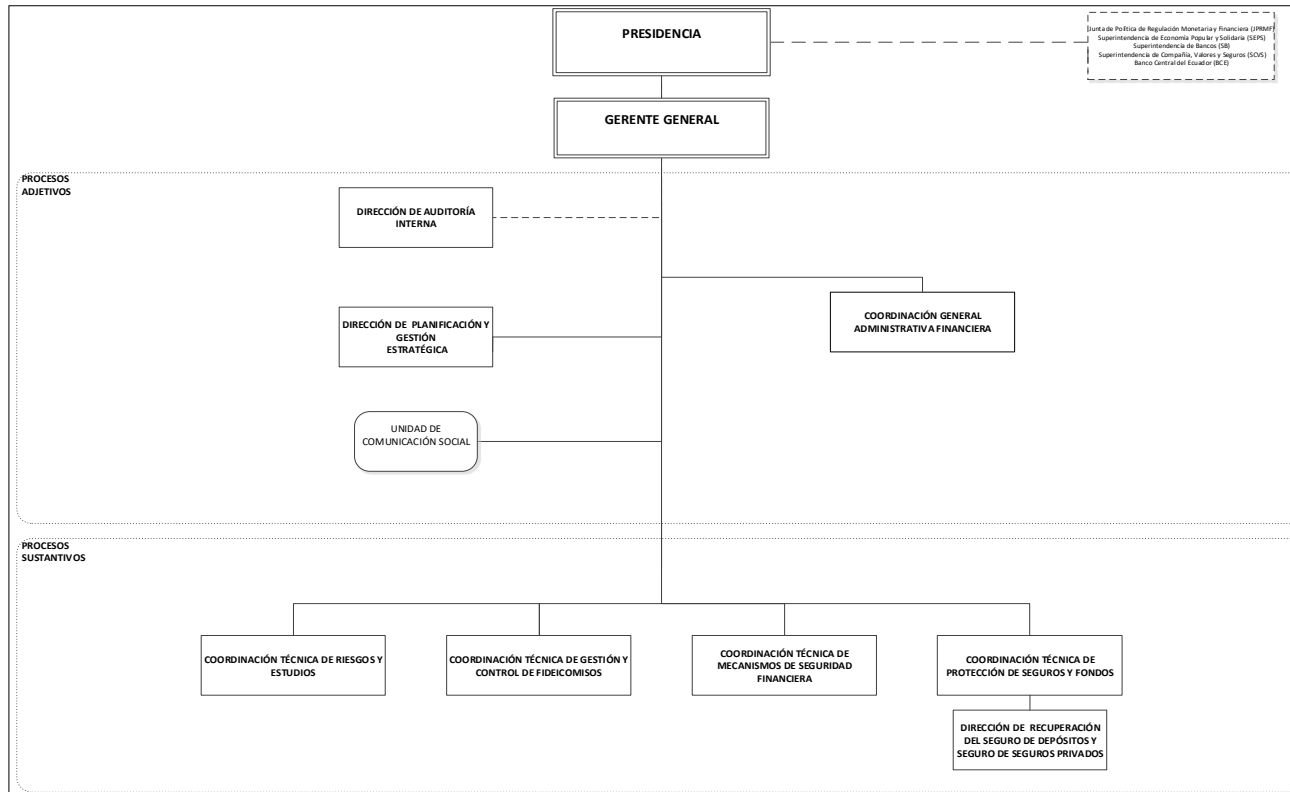 PRESIDENCIA
Junta de Política de Regulación Monetaria y Financiera (JPRMF)
Superintendencia de Economía Popular y Solidaria (SEPS)
Superintendencia de Bancos (SB)
Superintendencia de Compañía, Valores y Seguros (SCVS)
Banco Central del Ecuador (BCE)
GERENTE GENERAL
PROCESOS
ADJETIVOS
DIRECCIÓN DE AUDITORÍA
INTERNA
COORDINACIÓN GENERAL
ADMINISTRATIVA FINANCIERA
DIRECCIÓN DE PLANIFICACIÓN Y
GESTIÓN
ESTRATÉGICA
UNIDAD DE
COMUNICACIÓN SOCIAL
PROCESOS
SUSTANTIVOS
COORDINACIÓN TÉCNICA DE RIESGOS Y
ESTUDIOS
COORDINACIÓN TÉCNICA DE GESTIÓN Y
CONTROL DE FIDEICOMISOS
COORDINACIÓN TÉCNICA DE
MECANISMOS DE SEGURIDAD
FINANCIERA
COORDINACIÓN TÉCNICA DE
PROTECCIÓN DE SEGUROS Y FONDOS
DIRECCIÓN DE RECUPERACIÓN
DEL SEGURO DE DEPÓSITOS Y
SEGURO DE SEGUROS PRIVADOS